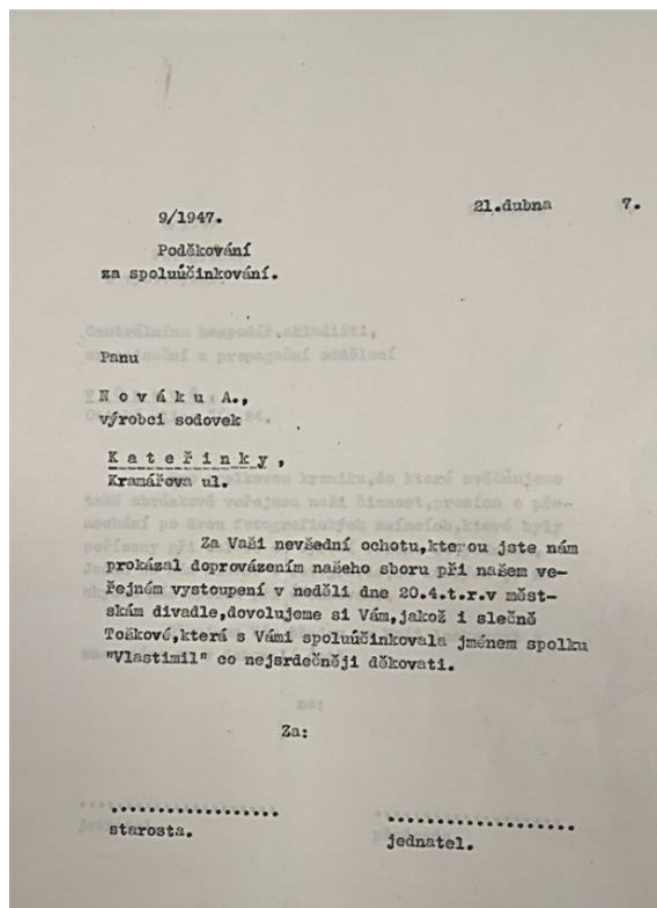 9/1947.
21.dubna 7.
Poděkování
za spoluúčinkování.
Panu
N o v á k u A.,
výrobci sodovek
K a t e ř i n k y ,
Kramářova ul.
Za Vaši nevšední ochotu,kterou jste nám
prokázal doprovázením našeho sboru při našem ve-
řejném vystoupení v neděli dne 20.4.t.r.v měst-
skám divadle,dovolujeme si Vám,jakož i slečně
Toškové,která s Vámi spoluúčinkovala jménem spolku
"Vlastimil" co nejsrdečněji děkovati.
Za:
starosta.
jednatel.